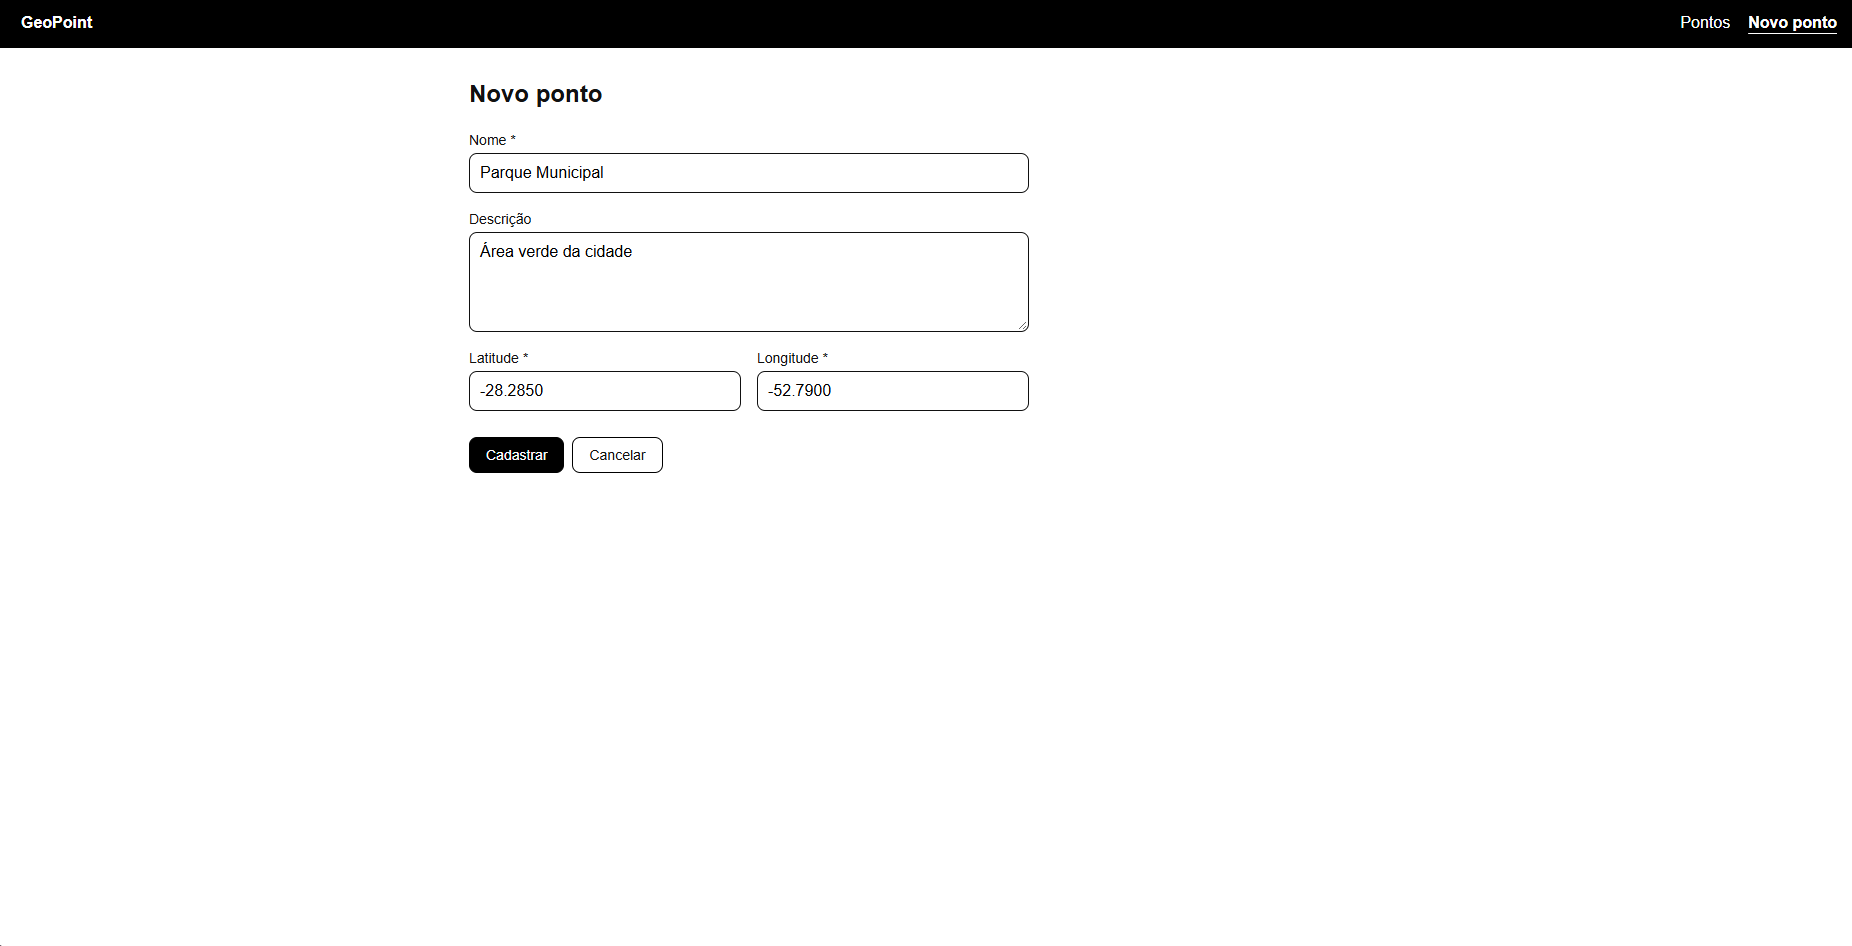 GeoPoint
Pontos Novo ponto
Novo ponto
Nome *
Parque Municipal
Descrição
Área verde da cidade
Latitude * Longitude *
-28.2850 -52.7900
Cadastrar Cancelar